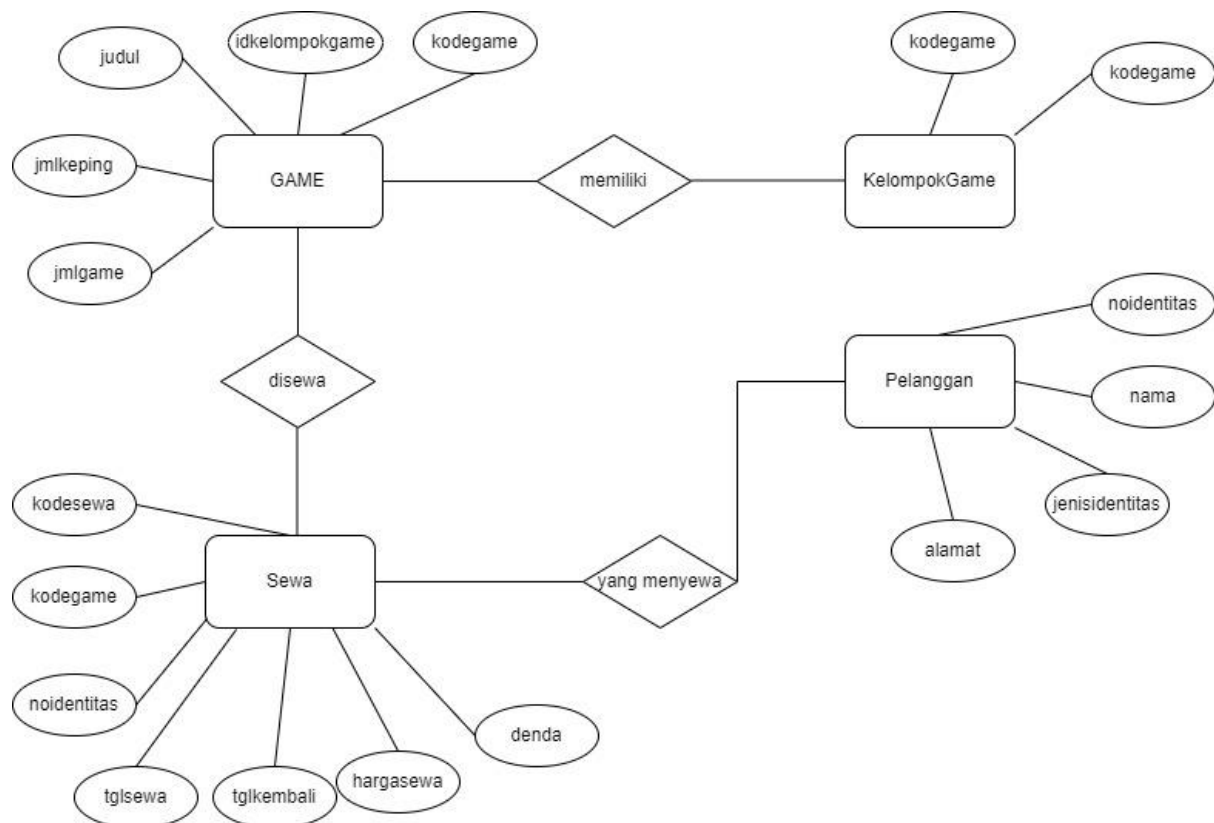 idkelompokgame
kodegame
kodegame
judul
kodegame
jmlkeping
GAME
memiliki
KelompokGame
jmlgame
noidentitas
disewa
Pelanggan
nama
kodesewa
jenisidentitas
alamat
Sewa
yang menyewa
kodegame
noidentitas
denda
tglsewa
tglkembali
hargasewa